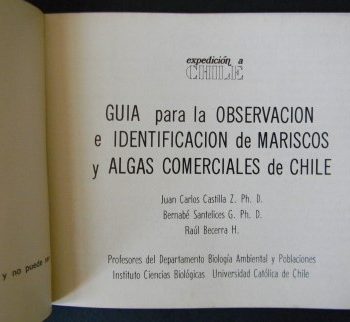 expedición a
CHILE
GUIA para la OBSERVACION
e IDENTIFICACION de MARISCOS
y ALGAS COMERCIALES de CHILE
Juan Carlos Castilla Z. Ph. D.
Bernabé Santelices G. Ph. D.
Raúl Becerra H.
y no puede
Profesores del Departamento Biología Ambiental y Poblaciones
Instituto Ciencias Biológicas Universidad Católica de Chile